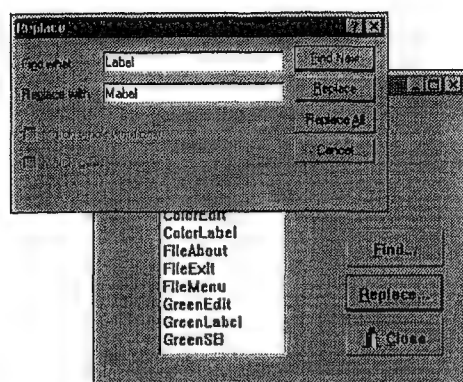 Replace
Find what: Label
Find Next
Replace with: Mabel
Replace
Replace All
Cancel
ColorEdit
ColorLabel
FileAbout
FileExit
FileMenu
GreenEdit
GreenLabel
GreenSB
Find...
Replace...
Close